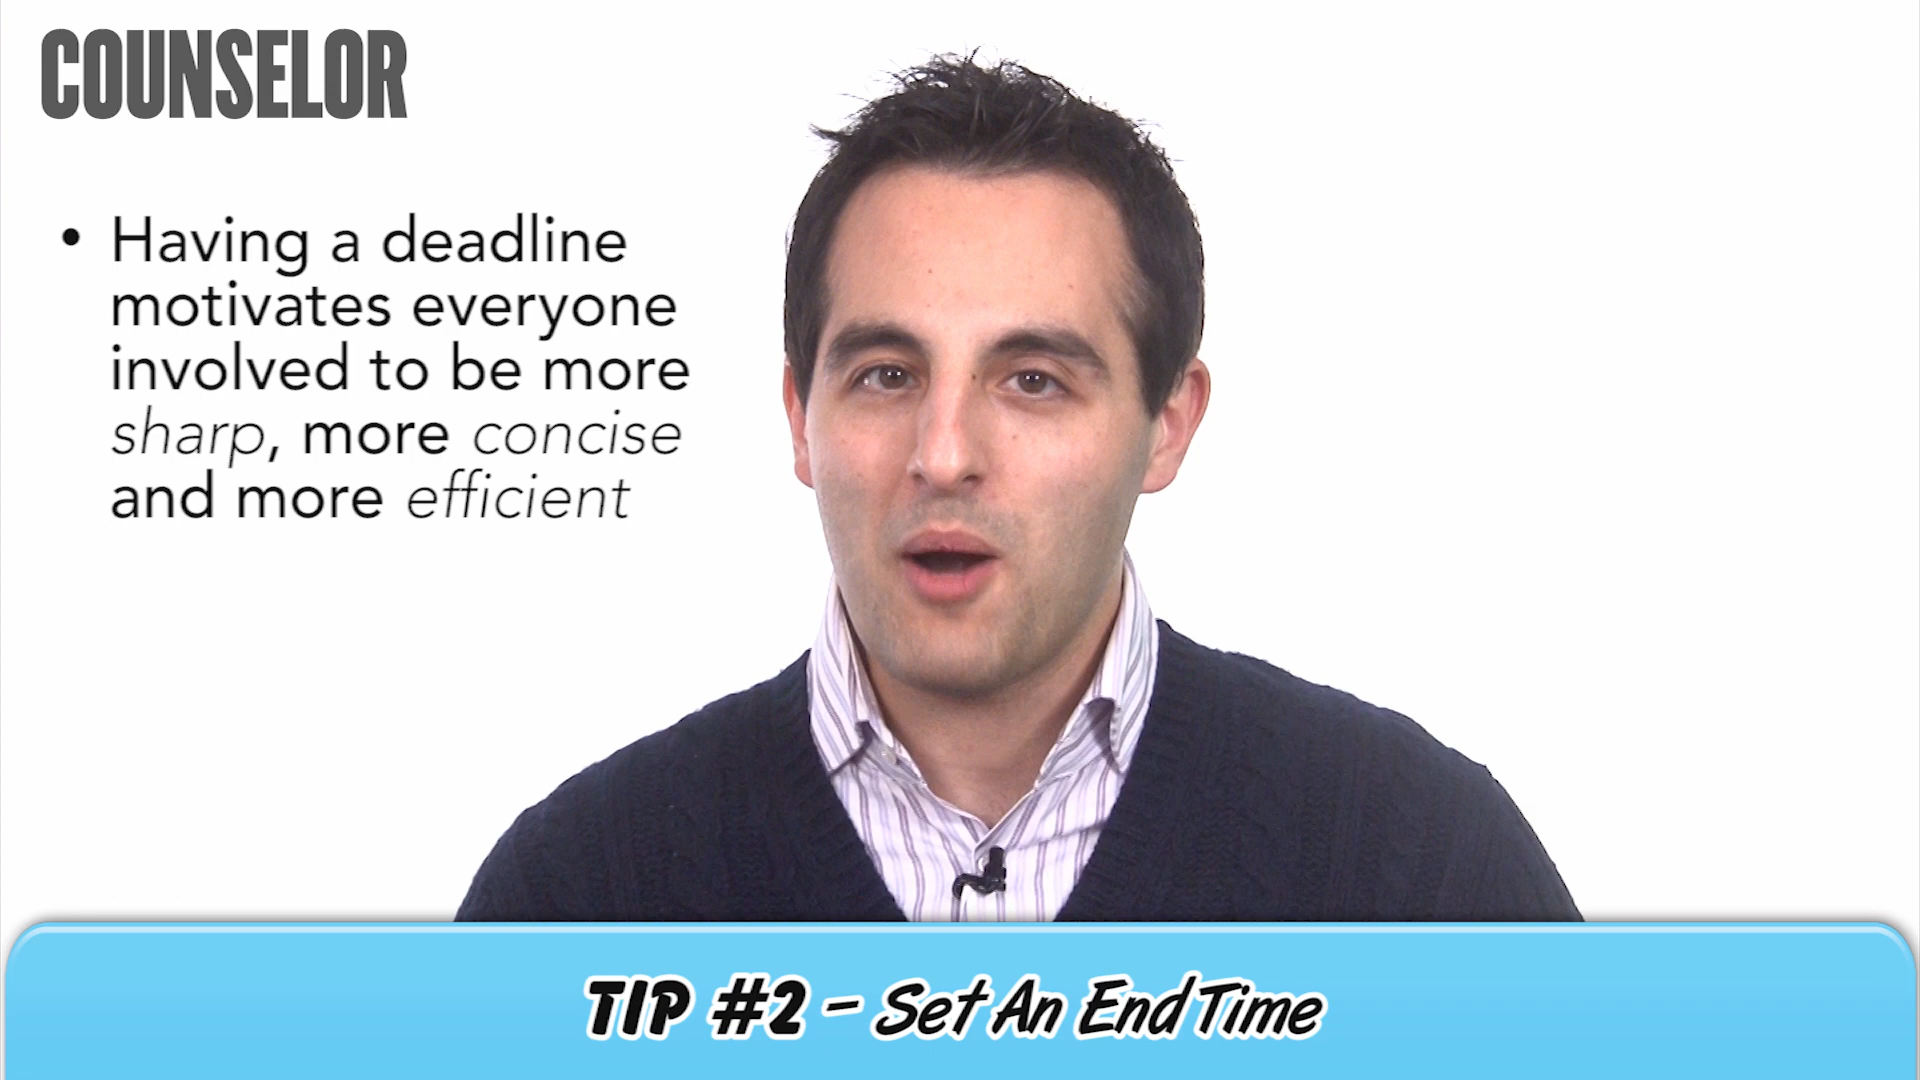 COUNSELOR
• Having a deadline
motivates everyone
involved to be more
sharp, more concise
and more efficient
TIP #2 – Set An End Time